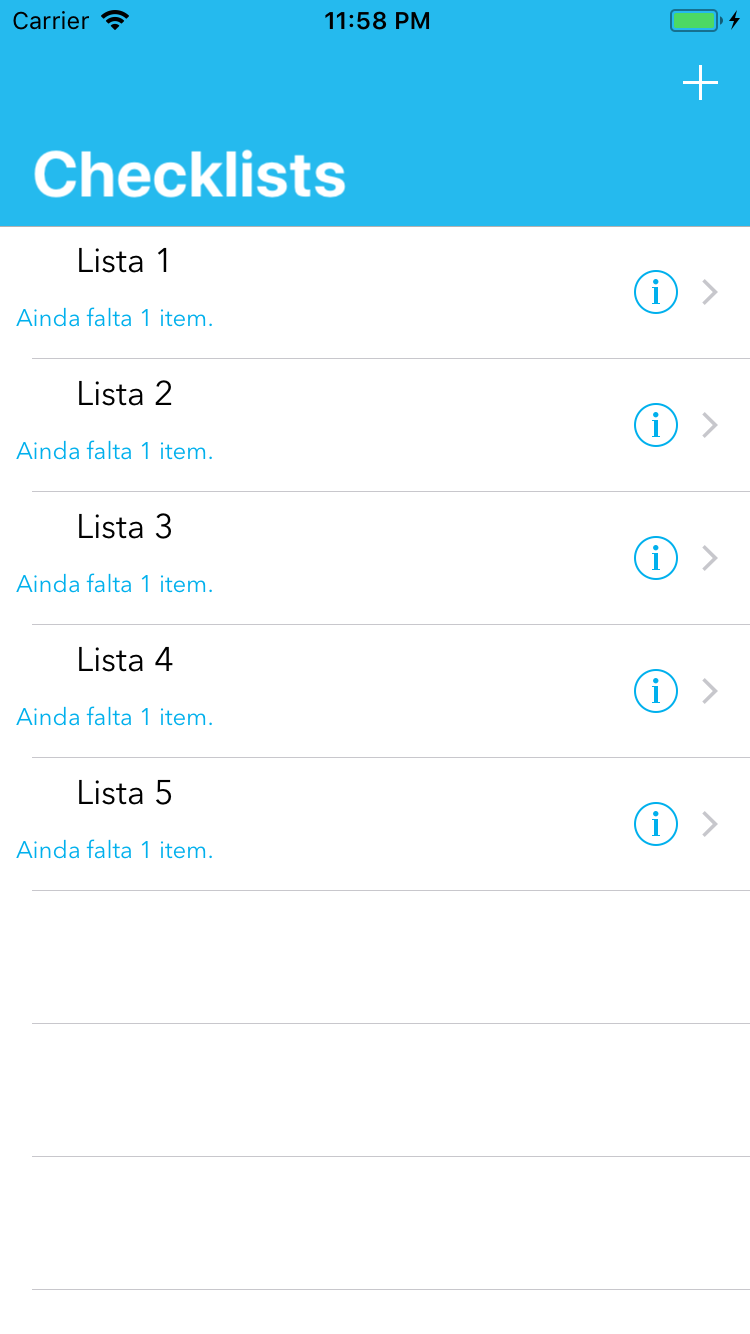 Carrier 11:58 PM
Checklists
Lista 1
Ainda falta 1 item.
Lista 2
Ainda falta 1 item.
Lista 3
Ainda falta 1 item.
Lista 4
Ainda falta 1 item.
Lista 5
Ainda falta 1 item.